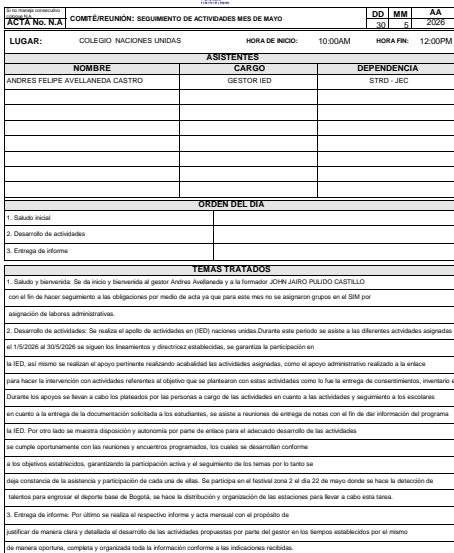 Si no maneja consecutivo
coloque N.A
ACTA No. N.A
COMITÉ/REUNIÓN: SEGUIMIENTO DE ACTIVIDADES MES DE MAYO
DD MM AA
30 5 2026
LUGAR: COLEGIO NACIONES UNIDAS HORA DE INICIO: 10:00AM HORA FIN: 12:00PM
ASISTENTES
NOMBRE CARGO DEPENDENCIA
ANDRES FELIPE AVELLANEDA CASTRO GESTOR IED STRD - JEC
ORDEN DEL DIA
1. Saludo inicial
2. Desarrollo de actividades
3. Entrega de informe
TEMAS TRATADOS
1. Saludo y bienvenida: Se da inicio y bienvenida al gestor Andres Avellaneda y a la formador JOHN JAIRO PULIDO CASTILLO
con el fin de hacer seguimiento a las obligaciones por medio de acta ya que para este mes no se asignaron grupos en el SIM por
asignación de labores administrativas.
2. Desarrollo de actividades: Se realiza el apollo de actividades en (IED) naciones unidas.Durante este periodo se asiste a las diferentes actividades asignadas
el 1/5/2026 al 30/5/2026 se siguen los lineamientos y directricez establecidas, se garantiza la participación en
la IED, así mismo se realizan el apoyo pertinente realizando acabalidad las actividades asignadas, como el apoyo administrativo realizado a la enlace
para hacer la intervención con actividades referentes al objetivo que se plantearon con estas actividades como lo fue la entrega de consentimientos, inventario e
Durante los apoyos se llevan a cabo los plateados por las personas a cargo de las actividades en cuanto a las actividades y seguimiento a los escolares
en cuanto a la entrega de la documentación solicitada a los estudiantes, se asiste a reuniones de entrega de notas con el fin de dar información del programa
la IED. Por otro lado se muestra disposición y autonomía por parte de enlace para el adecuado desarrollo de las actividades
se cumple oportunamente con las reuniones y encuentros programados, los cuales se desarrollan conforme
a los objetivos establecidos, garantizando la participación activa y el seguimiento de los temas por lo tanto se
deja constancia de la asistencia y participación de cada una de ellas. Se participa en el festival zona 2 el día 22 de mayo donde se hace la detección de
talentos para engrosar el deporte base de Bogotá, se hace la distribución y organización de las estaciones para llevar a cabo esta tarea.
3. Entrega de informe: Por último se realiza el respectivo informe y acta mensual con el propósito de
justificar de manera clara y detallada el desarrollo de las actividades propuestas por parte del gestor en los tiempos establecidos por el mismo
de manera oportuna, completa y organizada toda la información conforme a las indicaciones recibidas.